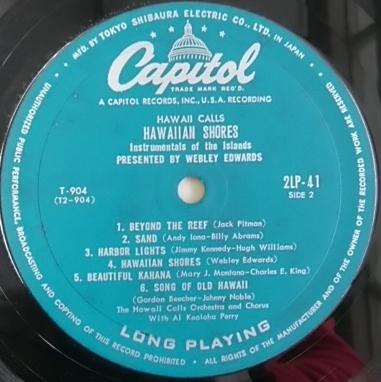 MFD. BY TOKYO SHIBAURA ELECTRIC CO., LTD. IN JAPAN
Capitol
TRADE MARK REG'D.
A CAPITOL RECORDS, INC., U.S.A. RECORDING
HAWAII CALLS
HAWAIIAN SHORES
Instrumentals of the Islands
PRESENTED BY WEBLEY EDWARDS
T-904
(T2-904)
2LP-41
SIDE 2
1. BEYOND THE REEF (Jack Pitman)
2. SAND (Andy Iona-Billy Abrams)
3. HARBOR LIGHTS (Jimmy Kennedy-Hugh Williams)
4. HAWAIIAN SHORES (Webley Edwards)
5. BEAUTIFUL KAHANA (Mary J. Montano-Charles E. King)
6. SONG OF OLD HAWAII
(Gordon Beecher-Johnny Noble)
The Hawaii Calls Orchestra and Chorus
With Al Kealoha Perry
LONG PLAYING
UNAUTHORIZED PUBLIC PERFORMANCE, BROADCASTING AND COPYING OF THIS RECORD PROHIBITED • ALL RIGHTS OF THE MANUFACTURER AND OF THE OWNER OF THE RECORDED WORK ARE RESERVED